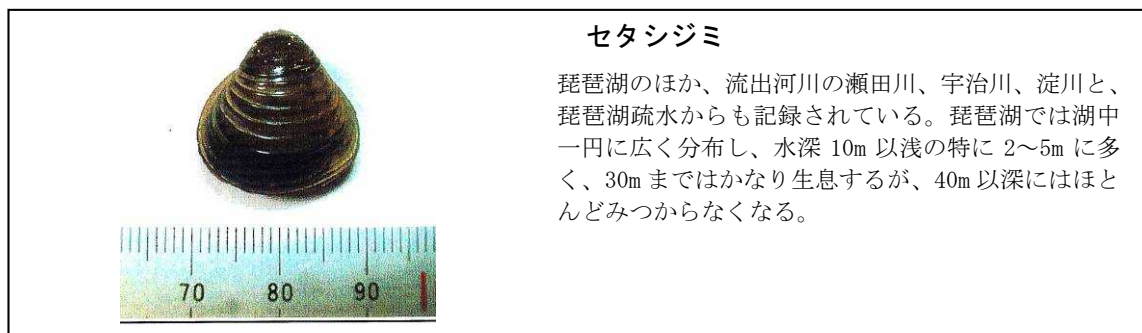 セタシジミ
琵琶湖のほか、流出河川の瀬田川、宇治川、淀川と、
琵琶湖疏水からも記録されている。琵琶湖では湖中
一円に広く分布し、水深 10m 以浅の特に 2～5m に多
く、30m まではかなり生息するが、40m 以深にはほと
んどみつからなくなる。
70 80 90